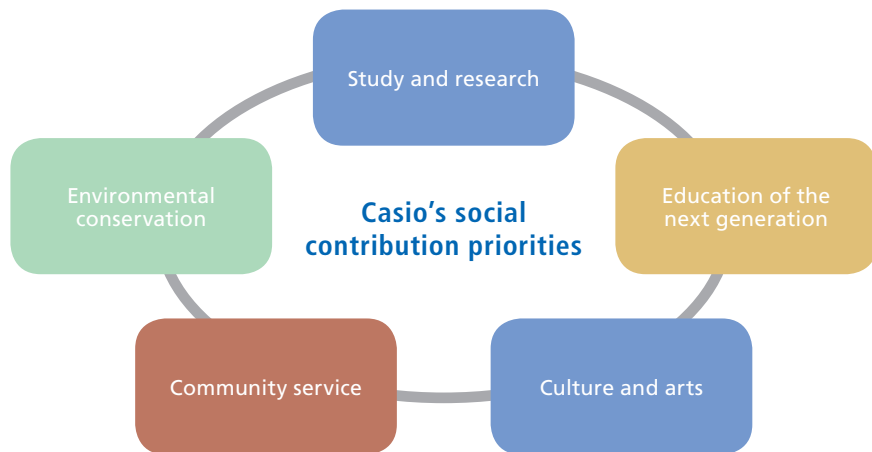 Study and research
Environmental
conservation
Education of the
next generation
Casio’s social
contribution priorities
Community service
Culture and arts